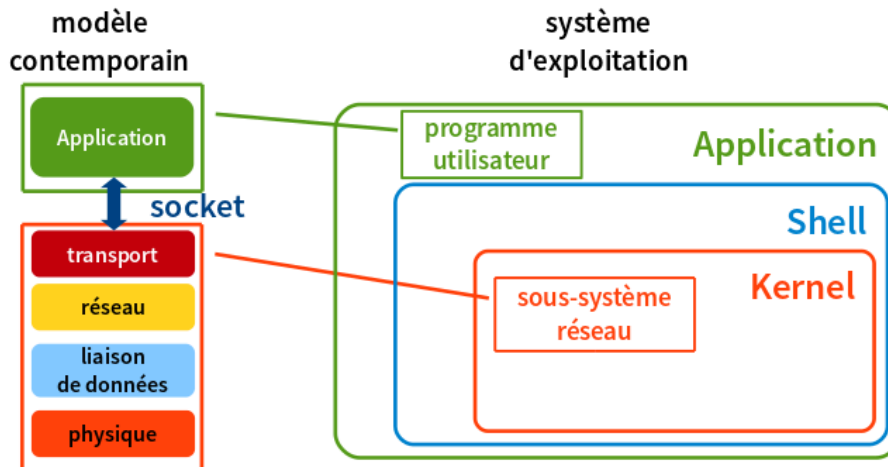 modèle
contemporain
système
d'exploitation
Application
socket
transport
réseau
liaison
de données
physique
programme
utilisateur
Application
Shell
Kernel
sous-système
réseau